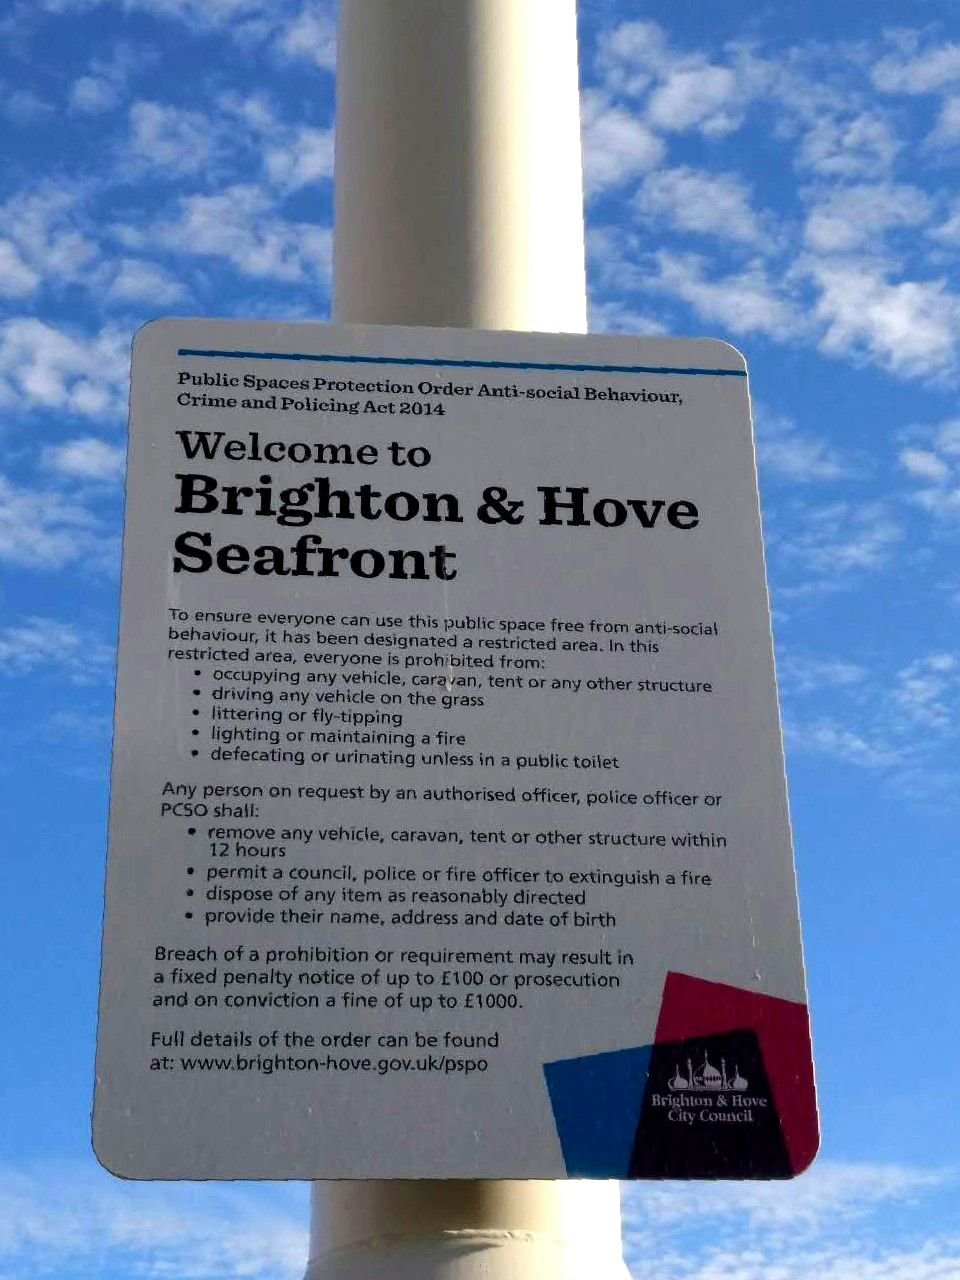 Public Spaces Protection Order Anti-social Behaviour,
Crime and Policing Act 2014
Welcome to
Brighton & Hove
Seafront
To ensure everyone can use this public space free from anti-social
behaviour, it has been designated a restricted area. In this
restricted area, everyone is prohibited from:
• occupying any vehicle, caravan, tent or any other structure
• driving any vehicle on the grass
• littering or fly-tipping
• lighting or maintaining a fire
• defecating or urinating unless in a public toilet
Any person on request by an authorised officer, police officer or
PCSO shall:
• remove any vehicle, caravan, tent or other structure within
12 hours
• permit a council, police or fire officer to extinguish a fire
• dispose of any item as reasonably directed
• provide their name, address and date of birth
Breach of a prohibition or requirement may result in
a fixed penalty notice of up to £100 or prosecution
and on conviction a fine of up to £1000.
Full details of the order can be found
at: www.brighton-hove.gov.uk/pspo
Brighton & Hove
City Council